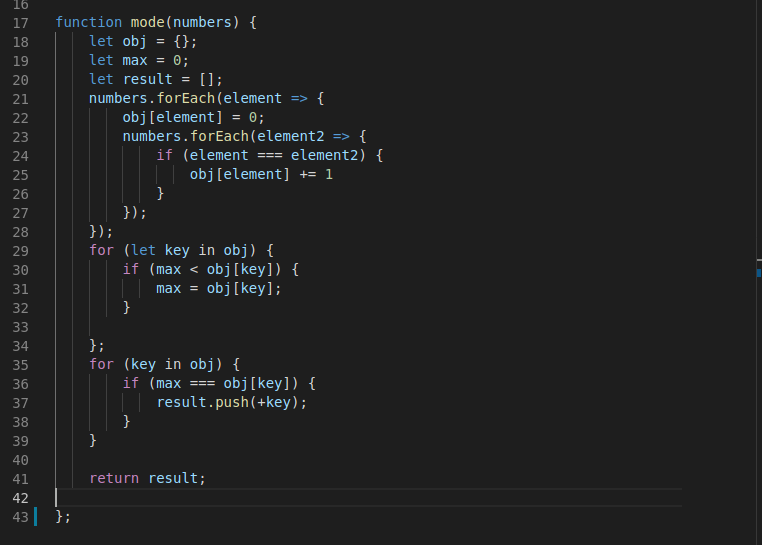 16
17 function mode(numbers) {
18     let obj = {};
19     let max = 0;
20     let result = [];
21     numbers.forEach(element => {
22         obj[element] = 0;
23         numbers.forEach(element2 => {
24             if (element === element2) {
25                 obj[element] += 1
26             }
27         });
28     });
29     for (let key in obj) {
30         if (max < obj[key]) {
31             max = obj[key];
32         }
33
34     };
35     for (key in obj) {
36         if (max === obj[key]) {
37             result.push(+key);
38         }
39     }
40
41     return result;
42
43 };